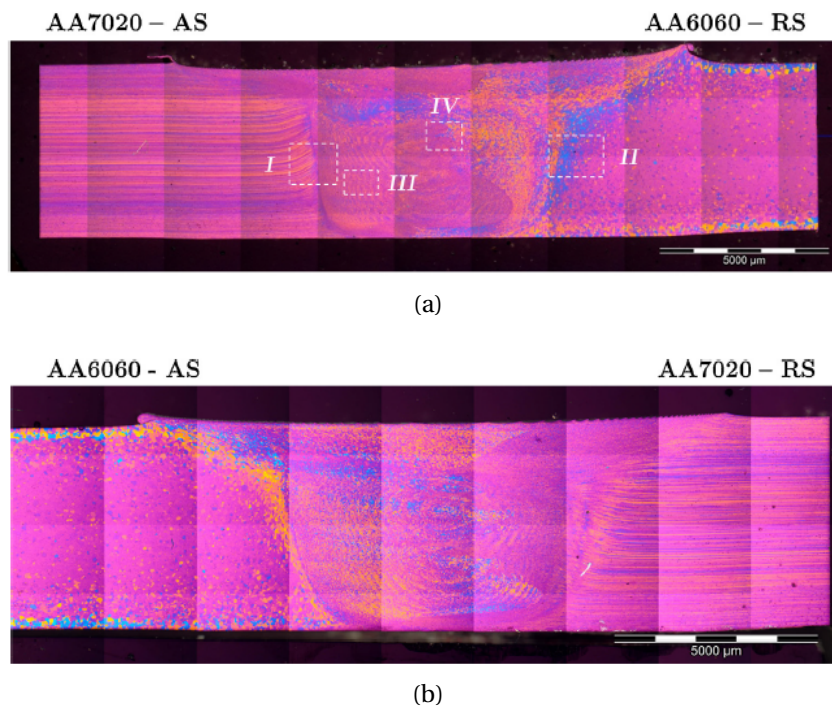 AA7020 – AS
AA6060 – RS
IV
I
II
III
5000 µm
(a)
AA6060 - AS
AA7020 – RS
5000 µm
(b)